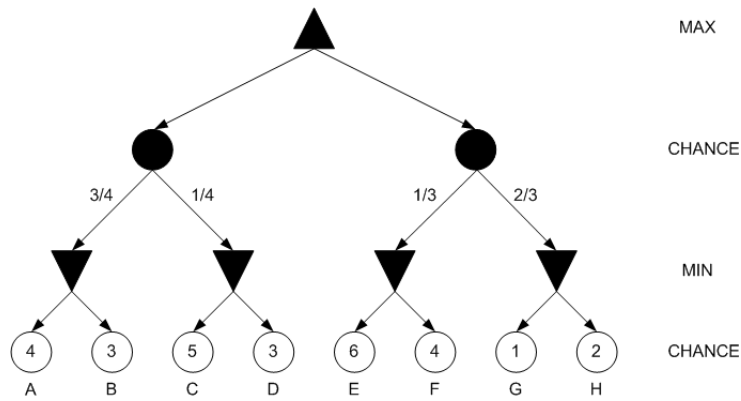 MAX
CHANCE
3/4 1/4 1/3 2/3
MIN
4 3 5 3 6 4 1 2 CHANCE
A B C D E F G H